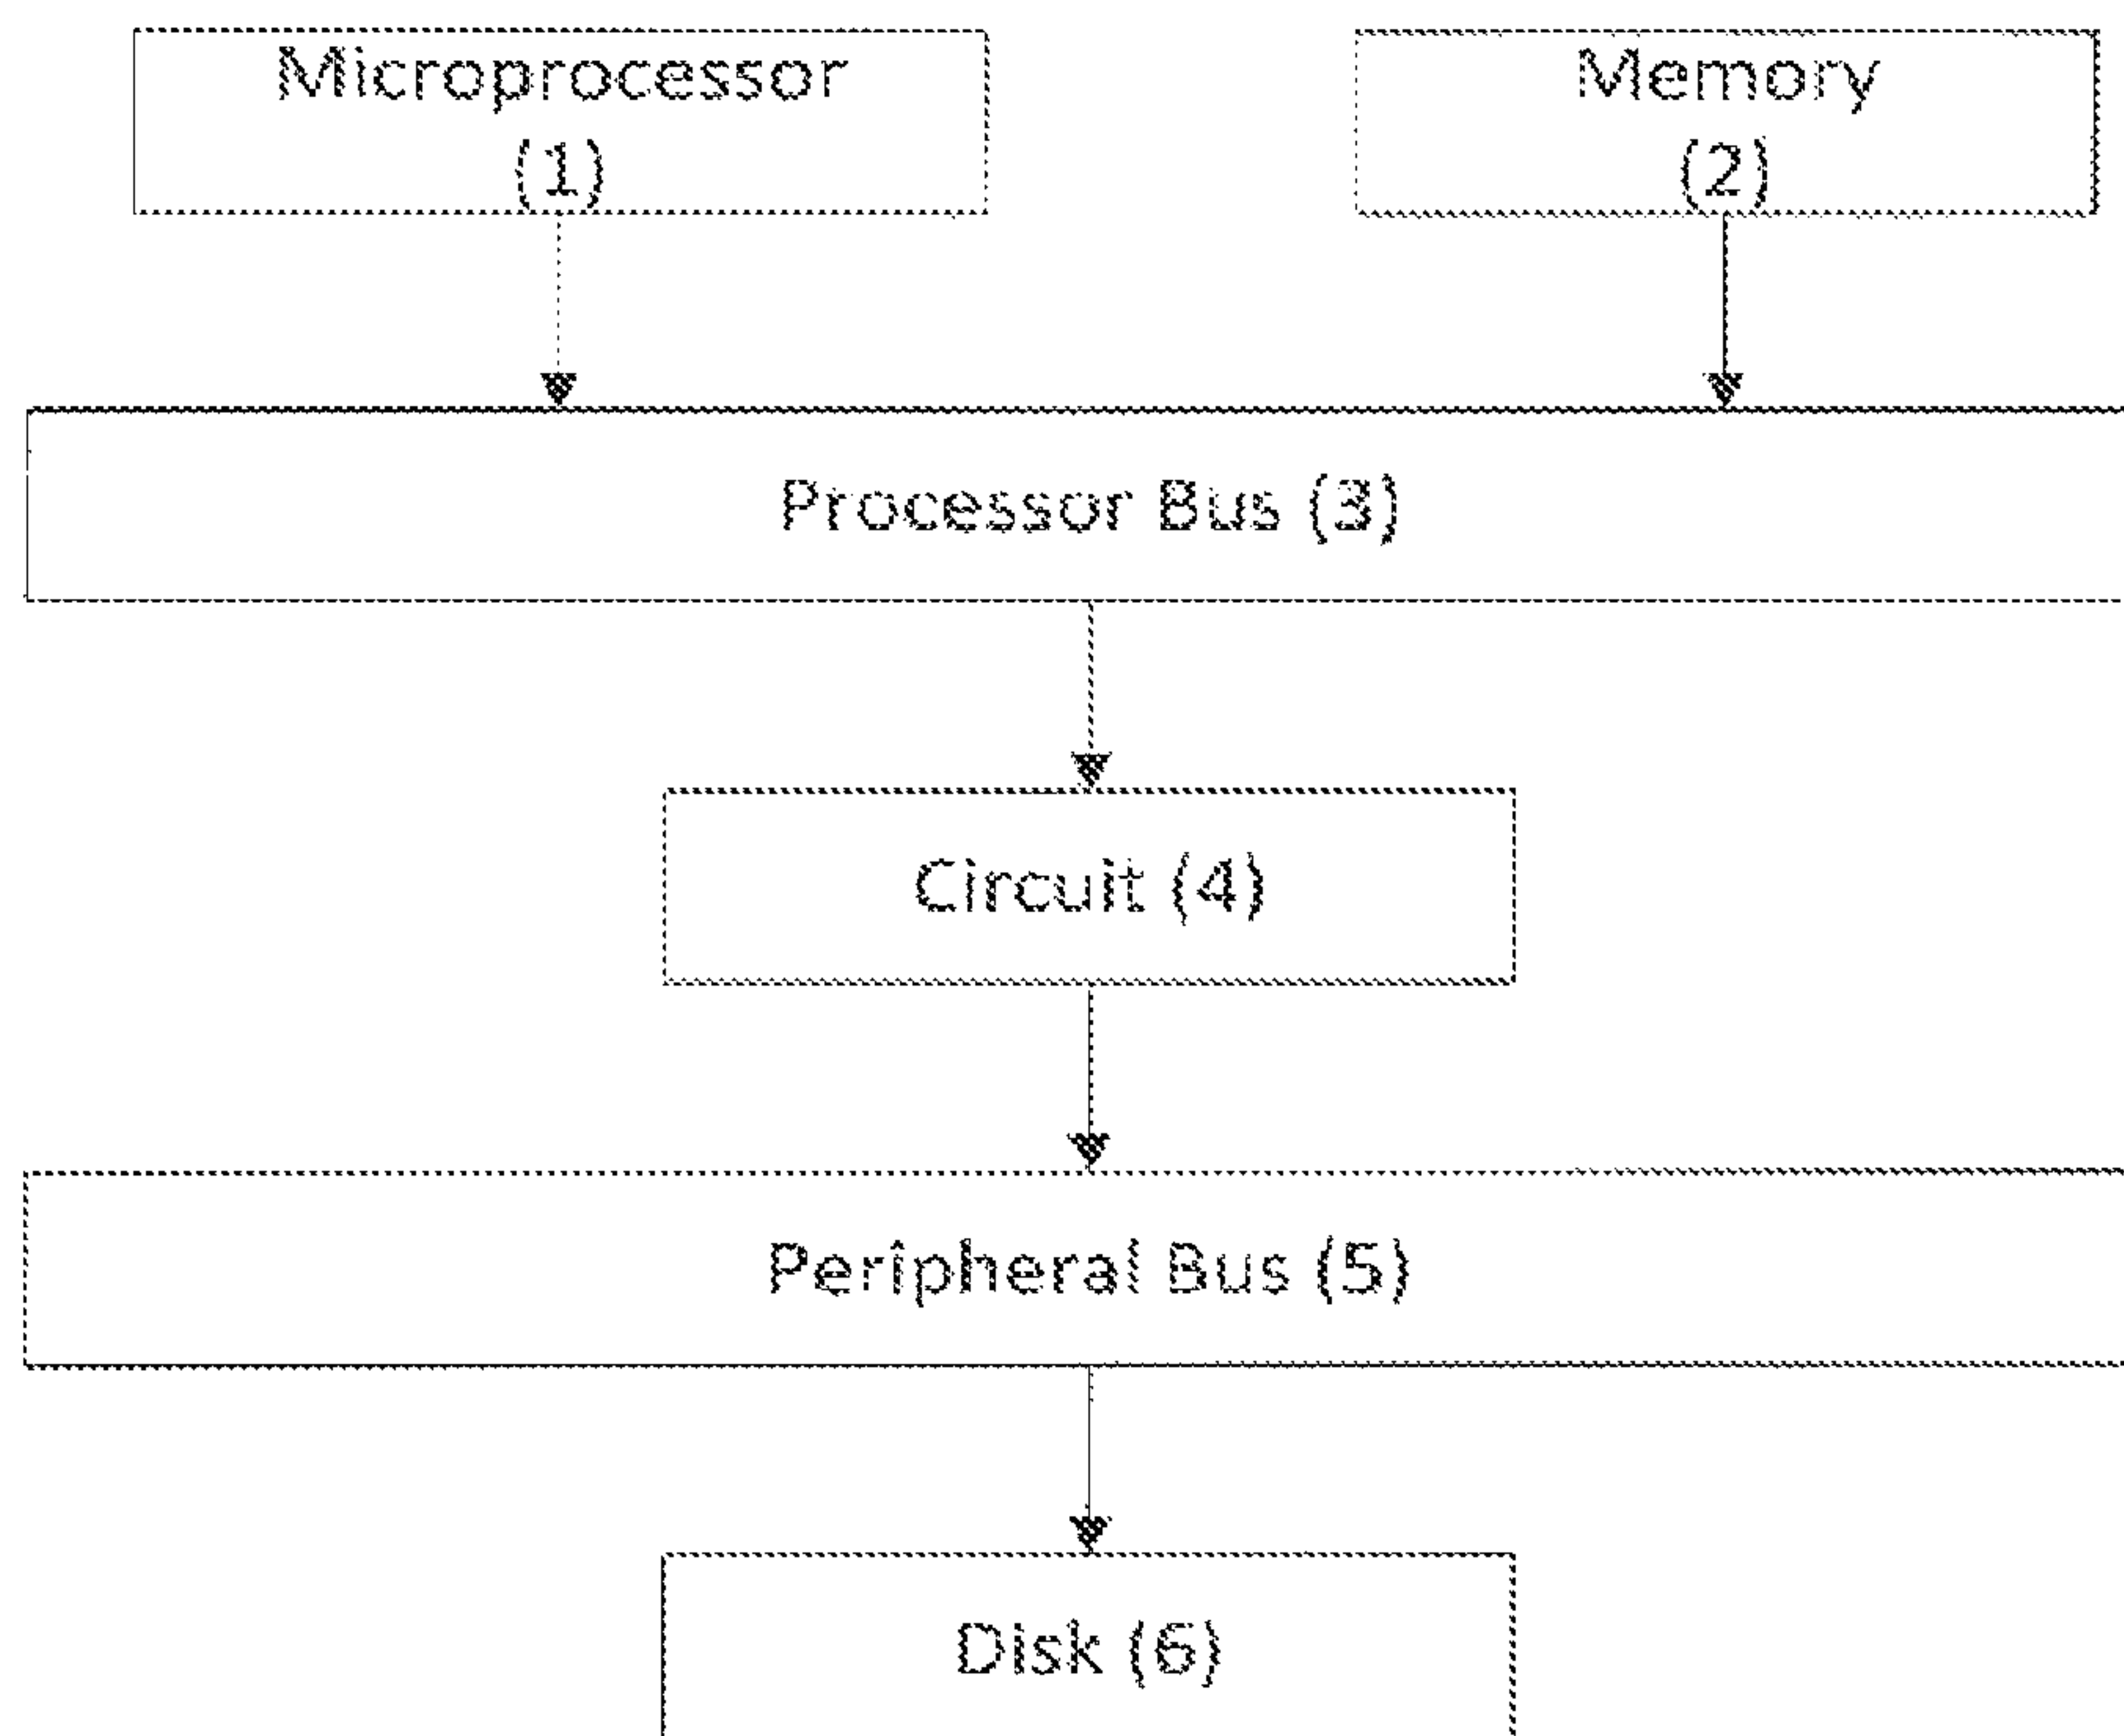 Microprocessor
(1)
Memory
(2)
Processor Bus (3)
Circuit (4)
Peripheral Bus (5)
Disk (6)